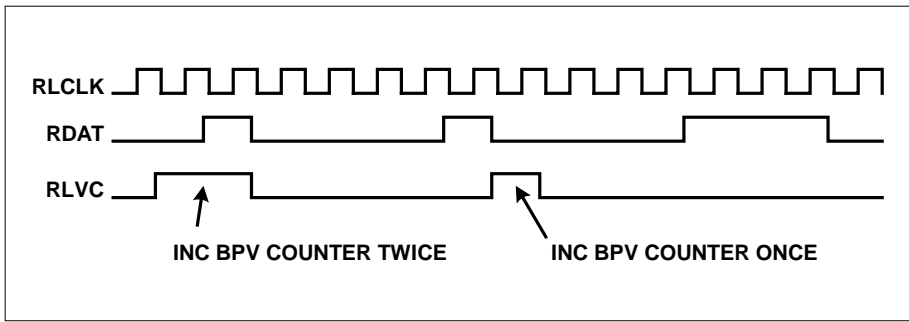 RLCLK
RDAT
RLVC
INC BPV COUNTER TWICE
INC BPV COUNTER ONCE